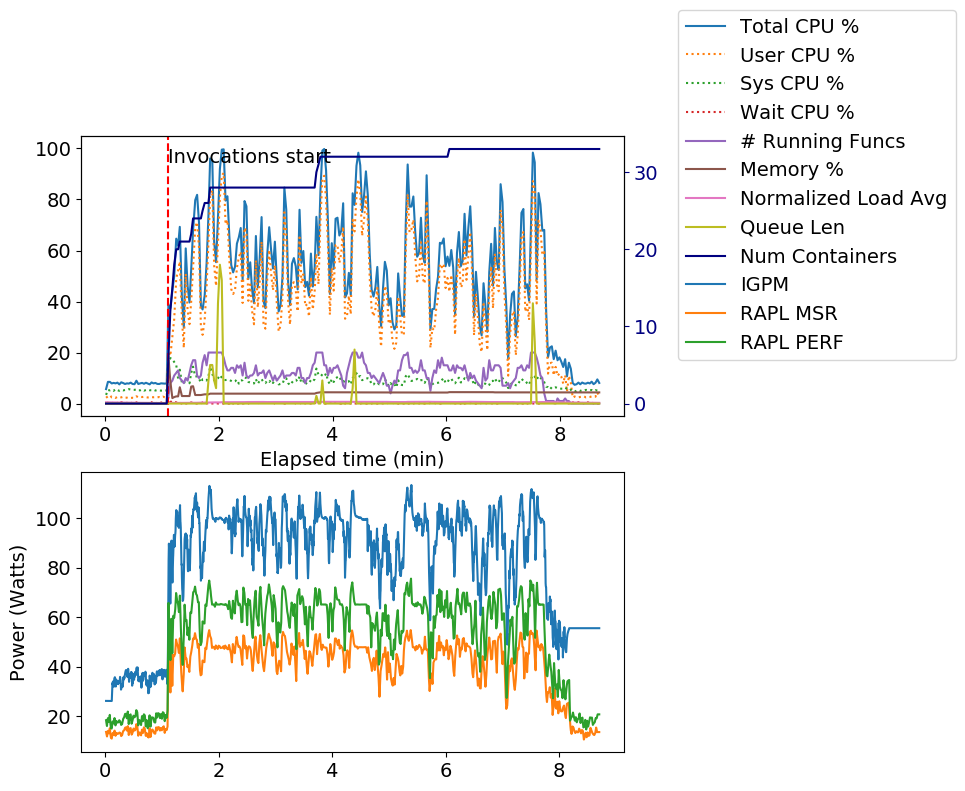 Total CPU %
User CPU %
Sys CPU %
Wait CPU %
# Running Funcs
Memory %
Normalized Load Avg
Queue Len
Num Containers
IGPM
RAPL MSR
RAPL PERF
Invocations start
100
80
60
40
20
0
30
20
10
0
0 2 4 6 8
Elapsed time (min)
Power (Watts)
100
80
60
40
20
0 2 4 6 8